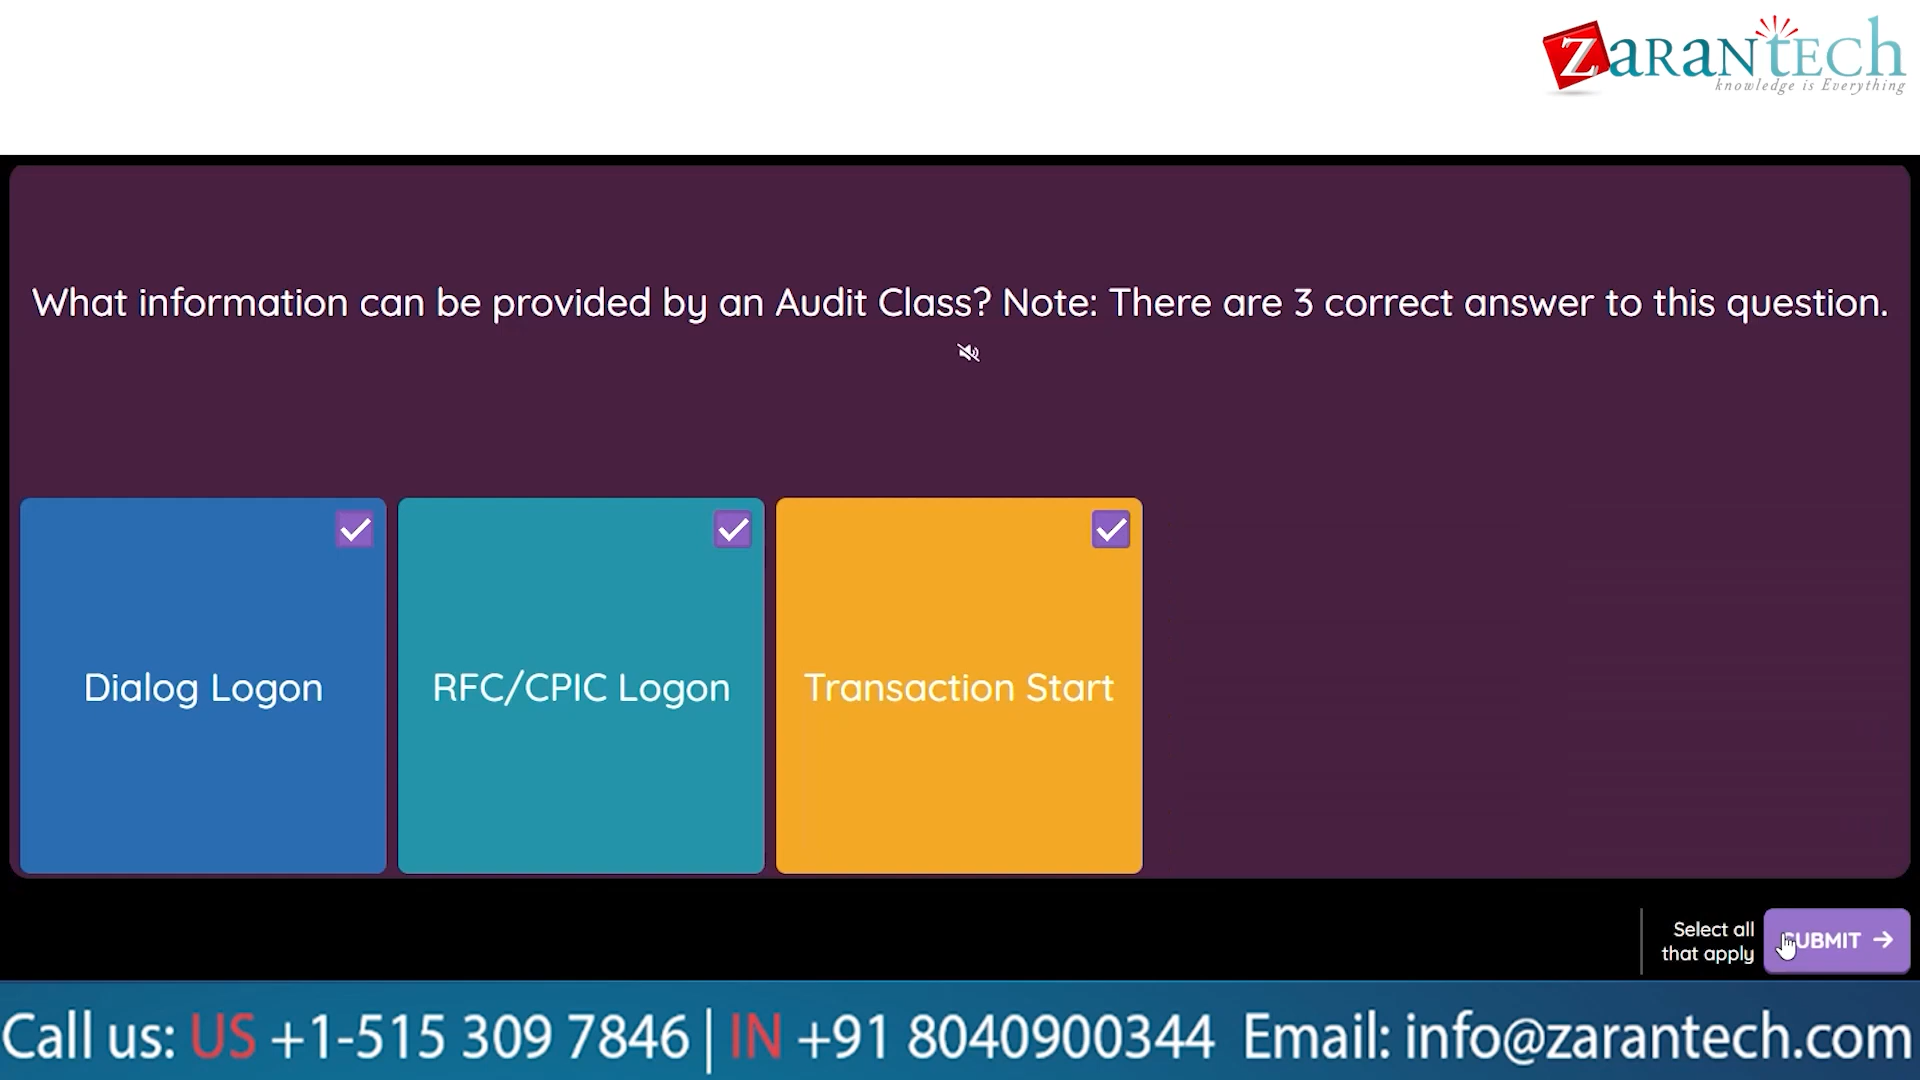 ZaranTech
knowledge is Everything
What information can be provided by an Audit Class? Note: There are 3 correct answer to this question.
Dialog Logon
RFC/CPIC Logon
Transaction Start
Select all
that apply
SUBMIT
Call us: US +1-515 309 7846 | IN +91 8040900344 Email: info@zarantech.com